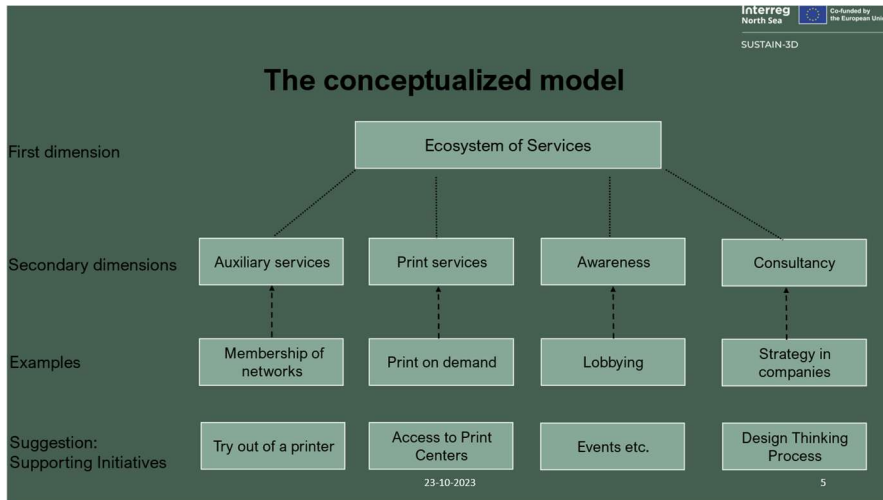 Interreg
North Sea
Co-funded by
the European Uni
SUSTAIN-3D
The conceptualized model
First dimension
Ecosystem of Services
Secondary dimensions
Auxiliary services
Print services
Awareness
Consultancy
Examples
Membership of
networks
Print on demand
Lobbying
Strategy in
companies
Suggestion:
Supporting Initiatives
Try out of a printer
Access to Print
Centers
Events etc.
Design Thinking
Process
23-10-2023
5